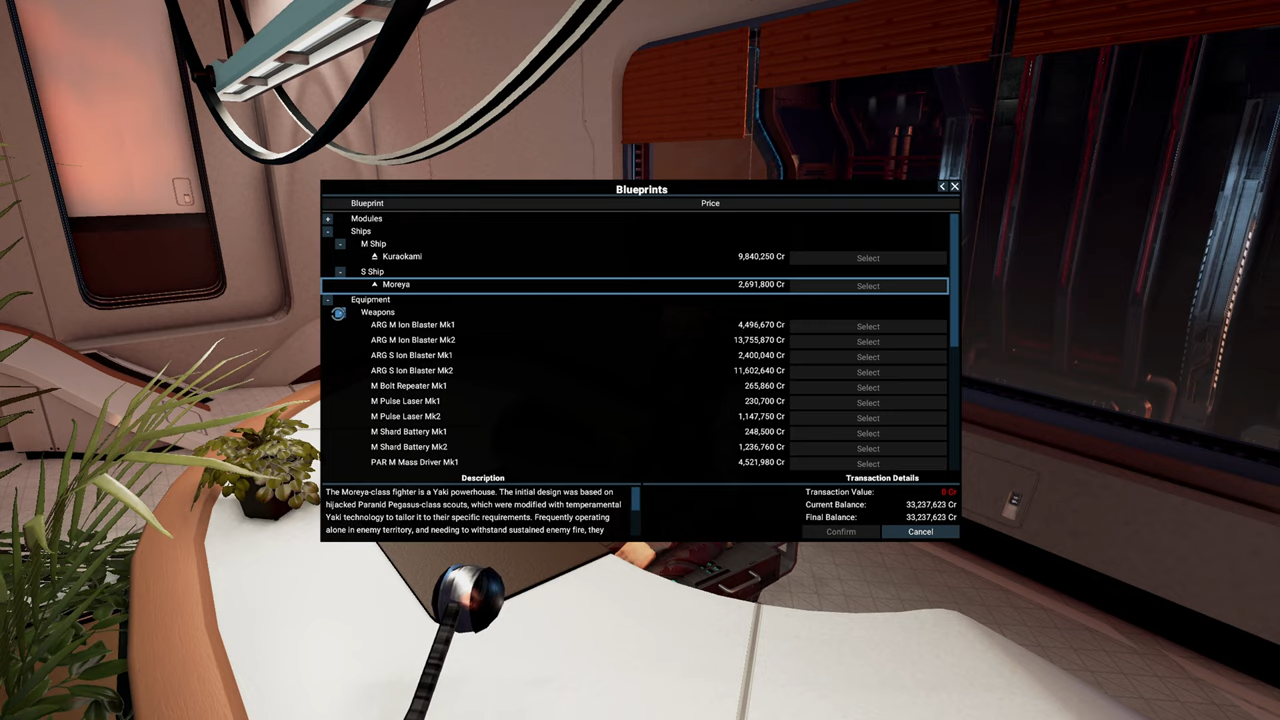 Blueprints
Blueprint Price
Modules
Ships
M Ship
Kuraokami 9,840,250 Cr Select
S Ship
Moreya 2,691,800 Cr Select
Equipment
Weapons
ARG M Ion Blaster Mk1 4,496,670 Cr Select
ARG M Ion Blaster Mk2 13,755,870 Cr Select
ARG S Ion Blaster Mk1 2,400,040 Cr Select
ARG S Ion Blaster Mk2 11,602,640 Cr Select
M Bolt Repeater Mk1 265,860 Cr Select
M Pulse Laser Mk1 230,700 Cr Select
M Pulse Laser Mk2 1,147,750 Cr Select
M Shard Battery Mk1 248,500 Cr Select
M Shard Battery Mk2 1,236,760 Cr Select
PAR M Mass Driver Mk1 4,521,980 Cr Select
Description
The Moreya-class fighter is a Yaki powerhouse. The initial design was based on
hijacked Paranid Pegasus-class scouts, which were modified with temperamental
Yaki technology to tailor it to their specific requirements. Frequently operating
alone in enemy territory, and needing to withstand sustained enemy fire, they
Transaction Details
Transaction Value: 0 Cr
Current Balance: 33,237,623 Cr
Final Balance: 33,237,623 Cr
Confirm Cancel